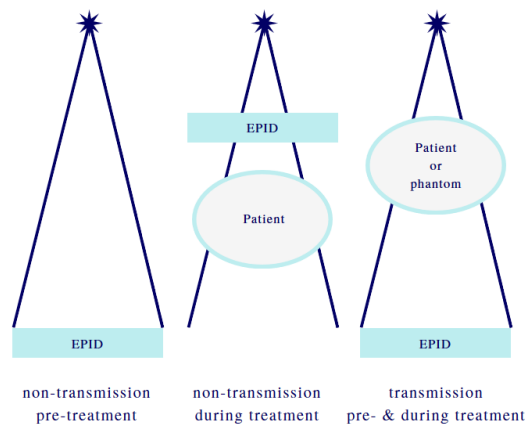 EPID
Patient
EPID
Patient
or
phantom
EPID
non-transmission
pre-treatment
non-transmission
during treatment
transmission
pre- & during treatment